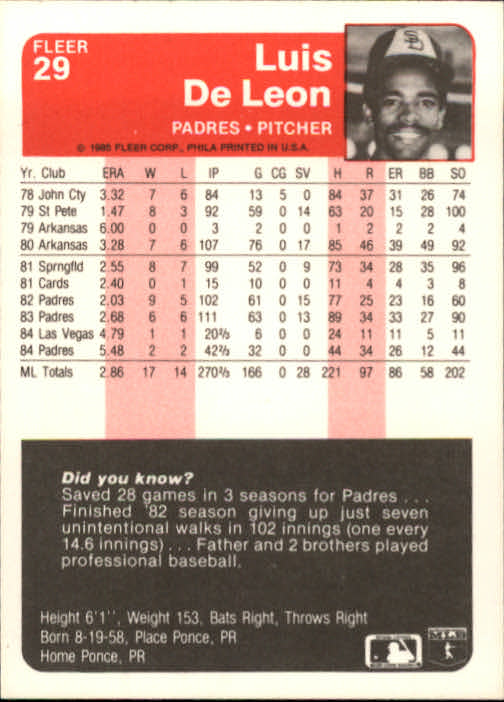 FLEER
29
Luis
De Leon
PADRES • PITCHER
© 1985 FLEER CORP., PHILA PRINTED IN U.S.A.
Yr. Club ERA W L IP G CG SV H R ER BB SO
78 John Cty 3.32 7 6 84 13 5 0 84 37 31 26 74
79 St Pete 1.47 8 3 92 59 0 14 63 20 15 28 100
79 Arkansas 6.00 0 0 3 2 0 0 1 2 2 2 4
80 Arkansas 3.28 7 6 107 76 0 17 85 46 39 49 92
81 Sprngfld 2.55 8 7 99 52 0 9 73 34 28 35 96
81 Cards 2.40 0 1 15 10 0 0 11 4 4 3 8
82 Padres 2.03 9 5 102 61 0 15 77 25 23 16 60
83 Padres 2.68 6 6 111 63 0 13 89 34 33 27 90
84 Las Vegas 4.79 1 1 20⅔ 6 0 0 24 11 11 5 11
84 Padres 5.48 2 2 42⅔ 32 0 0 44 34 26 12 44
ML Totals 2.86 17 14 270⅔ 166 0 28 221 97 86 58 202
Did you know?
Saved 28 games in 3 seasons for Padres . . .
Finished '82 season giving up just seven
unintentional walks in 102 innings (one every
14.6 innings) . . . Father and 2 brothers played
professional baseball.
Height 6'1'', Weight 153, Bats Right, Throws Right
Born 8-19-58, Place Ponce, PR
Home Ponce, PR